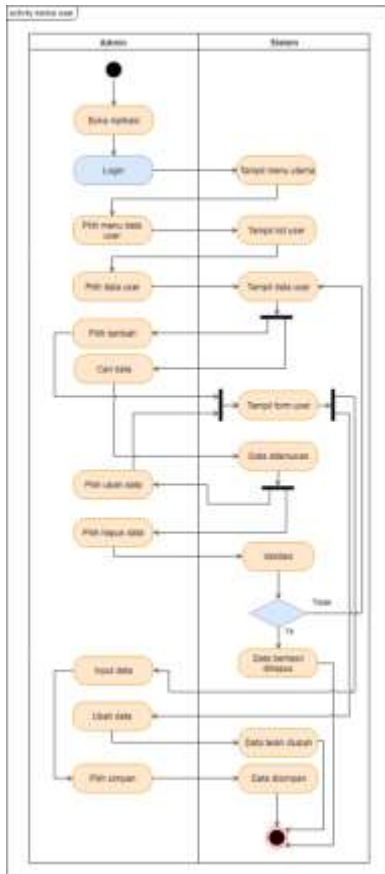 activity kelola user
Admin
Sistem
Buka aplikasi
Login
Tampil menu utama
Pilih menu data
user
Tampil list user
Pilih data user
Tampil data user
Pilih tambah
Cari data
Tampil form user
Data ditemukan
Pilih ubah data
Pilih hapus data
Validasi
Tidak
Ya
Data berhasil
dihapus
Input data
Ubah data
Data telah diubah
Pilih simpan
Data disimpan